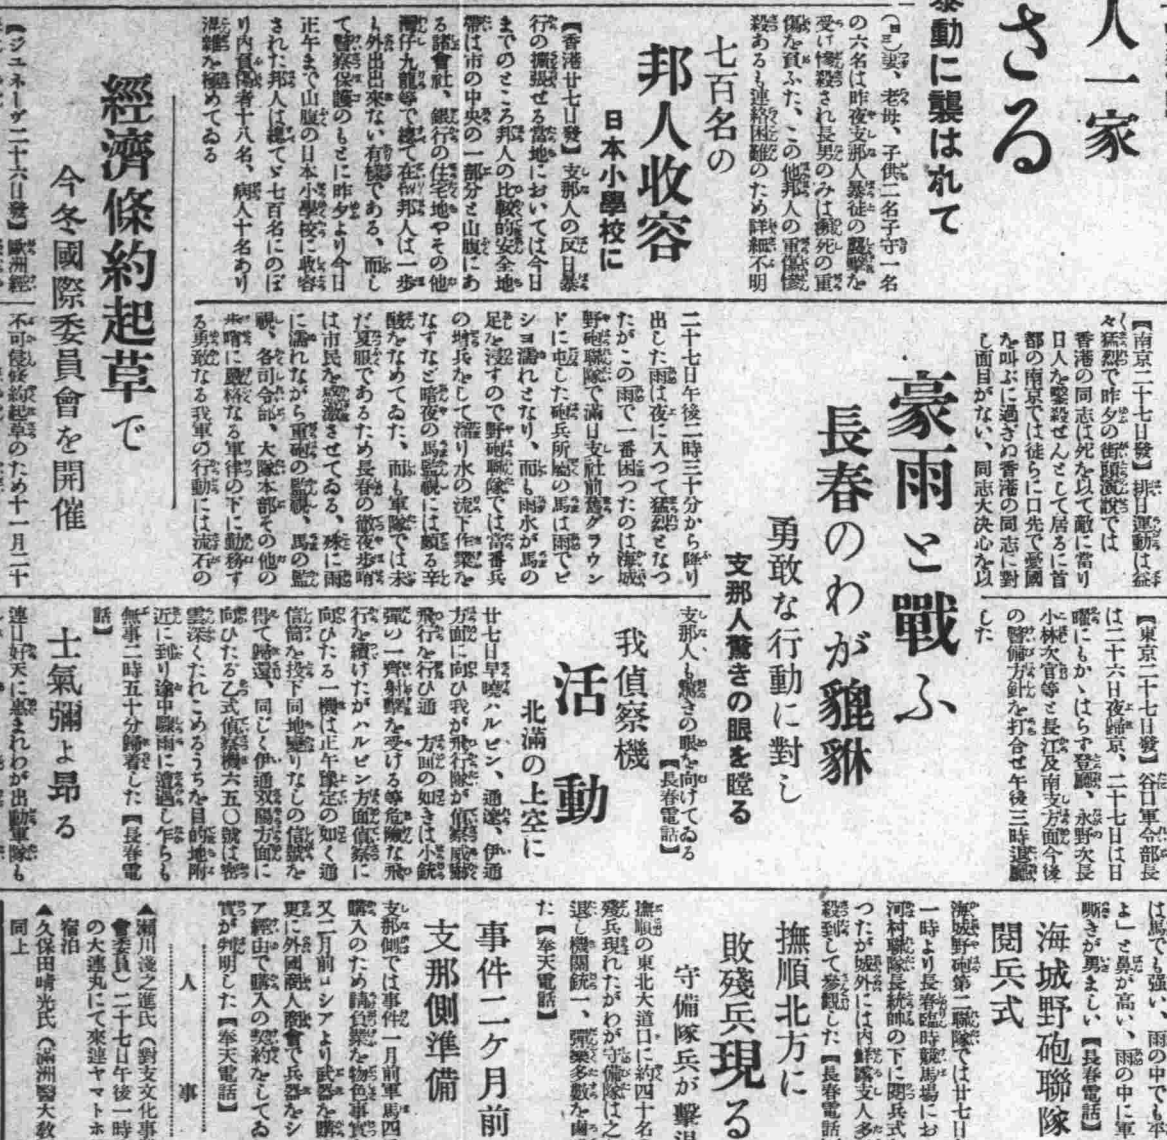 人一家
さる
暴動に襲はれて
(日三)妻、老母、子供二名子守一名
の六名は昨夜支那人暴徒の襲擊を
受け慘殺され長男のみは瀕死の重
傷を負ふた、この他邦人の重傷慘
殺あるも連絡困難のため詳細不明
七百名の
邦人收容
日本小學校に
【香港廿七日發】支那人の反日暴
行の擴張せる當地においては今日
までのところ邦人の比較的安全地
帶は市の中央の一部分と山腹にあ
る諸會社、銀行の住宅地やその他
灣仔九龍等で總て在留邦人は一步
も外出出來ない有樣である、而し
て警察保護のもとに昨夕より今日
正午まで山腹の日本小學校に收容
された邦人は總て七百名にのぼ
り內負傷者十八名、病人十名あり
混雜を極めてゐる
經濟條約起草で
今冬國際委員會を開催
【ジユネーヴ二十六日發】歐洲經
不可侵條約起草のため十一月二十
【南京二十七日發】排日運動は益
々猛烈で昨夕の街頭演說では
香港の同志は死を以て敵に當り
日人を擊殺せんとして居るに首
都の南京では徒らに口先で憂國
を叫ぶに過ぎぬ香港の同志に對
し面目がない、同志大決心を以
した
【東京二十七日發】谷口軍令部長
は二十六日夜歸京、二十七日は日
曜にもかゝはらず登廳、永野次長
小林次官等と長江及南支方面今後
の警備方針を打合せ午後三時退廳
豪雨と戰ふ
長春のわが貔貅
勇敢な行動に對し
支那人驚きの眼を瞠る
二十七日午後二時三十分から降り
出した雨は夜に入つて猛烈となつ
たがこの雨で一番困つたのは海城
野砲聯隊で滿日支社前舊グラウン
ドに屯した砲兵所屬の馬は雨でビ
シヨ濡れとなり、而も雨水が馬の
足を浸すので野砲聯隊では當番兵
の增兵をして溜り水の流下作業を
なすなど暗夜の馬監視には頗る辛
酸をなめてゐた、而も軍隊では未
だ夏服であるため長春の徹夜步哨
は市民を感激させてゐる、殊に雨
に濡れながら重砲の監視、馬の監
視、各司令部、大隊本部その他の
步哨に嚴格なる軍律の下に勤務す
る勇敢なる我軍の行動には流石の
支那人も驚きの眼を向けてゐる
【長春電話】
我偵察機
活動
北滿の上空に
廿七日早曉ハルビン、通遼、伊通
方面に向ひ我が飛行隊が偵察威嚇
飛行を行ひ通 方面の如きは小銃
彈の一齊射擊を受ける等危險な飛
行を續けたがハルビン方面偵察に
向ひたる一機は正午豫定の如く通
信筒を投下同地變りなしの信號を
得て歸還、同じく伊通双陽方面に
向ひたる乙式偵察機六五〇號は密
雲深くたれこめるうちを目的地附
近に到り途中驟雨に遭遇し乍らも
無事二時五十分歸着した【長春電
話】
士氣彌よ昂る
連日好天に惠まれわが出動軍隊も
は馬でも强い、雨の中でも平
よ」と鼻が高い、雨の中に軍
嘶きが勇ましい【長春電話】
海城野砲聯隊
閱兵式
海城野砲第二聯隊では廿七日
一時より長春臨時競馬場にお
河村聯隊長統帥の下に閱兵式
つたが城外には內鮮露支人多
殺到して參觀した【長春電話
撫順北方に
敗殘兵現る
守備隊兵が擊退
撫順の東北大道口に約四十名
殘兵現れたがわが守備隊は之
退し機關銃一、彈藥多數を鹵
た【奉天電話】
事件二ケ月前
支那側準備
支那側では事件一月前軍馬四
購入のため請負業を物色事實
又二月前ロシアより武器を購
更に外國商人商會で兵器をシ
ア經由で購入の契約をしてゐ
實が判明した【奉天電話】
人事
▲瀨川淺之進氏(對支文化事
會委員)二十七日午後一時
の大連丸にて來連ヤマトホ
宿泊
▲久保田晴光氏(滿洲醫大敎
同上